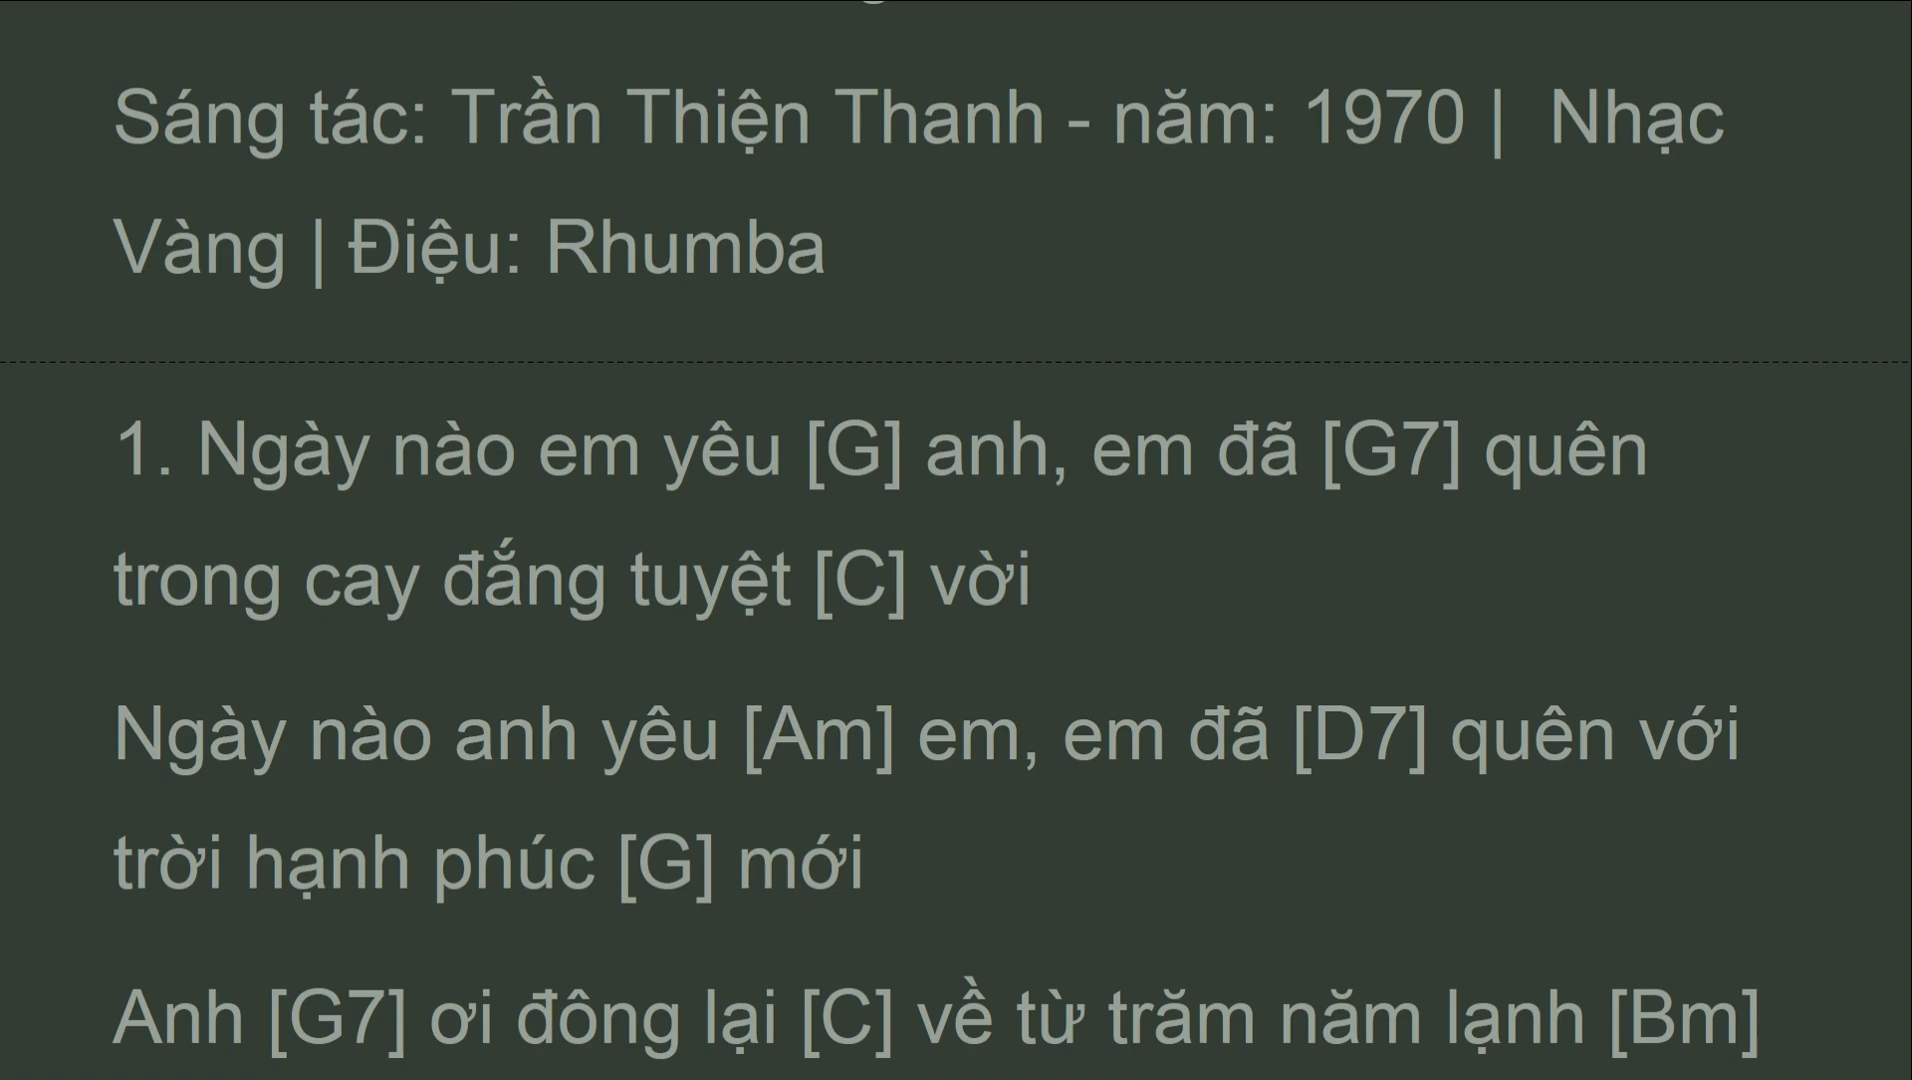 Sáng tác: Trần Thiện Thanh - năm: 1970 |  Nhạc
Vàng | Điệu: Rhumba
1. Ngày nào em yêu [G] anh, em đã [G7] quên
trong cay đắng tuyệt [C] vời
Ngày nào anh yêu [Am] em, em đã [D7] quên với
trời hạnh phúc [G] mới
Anh [G7] ơi đông lại [C] về từ trăm năm lạnh [Bm]